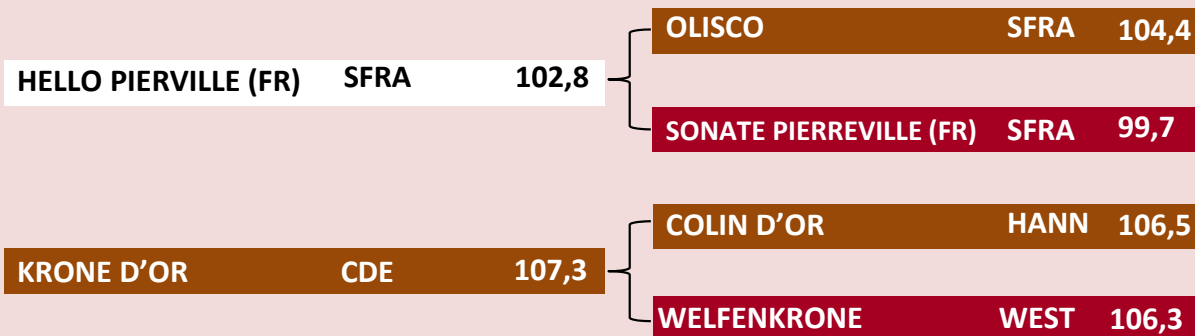 OLISCO SFRA 104,4
HELLO PIERVILLE (FR) SFRA 102,8
SONATE PIERREVILLE (FR) SFRA 99,7
COLIN D’OR HANN 106,5
KRONE D’OR CDE 107,3
WELFENKRONE WEST 106,3